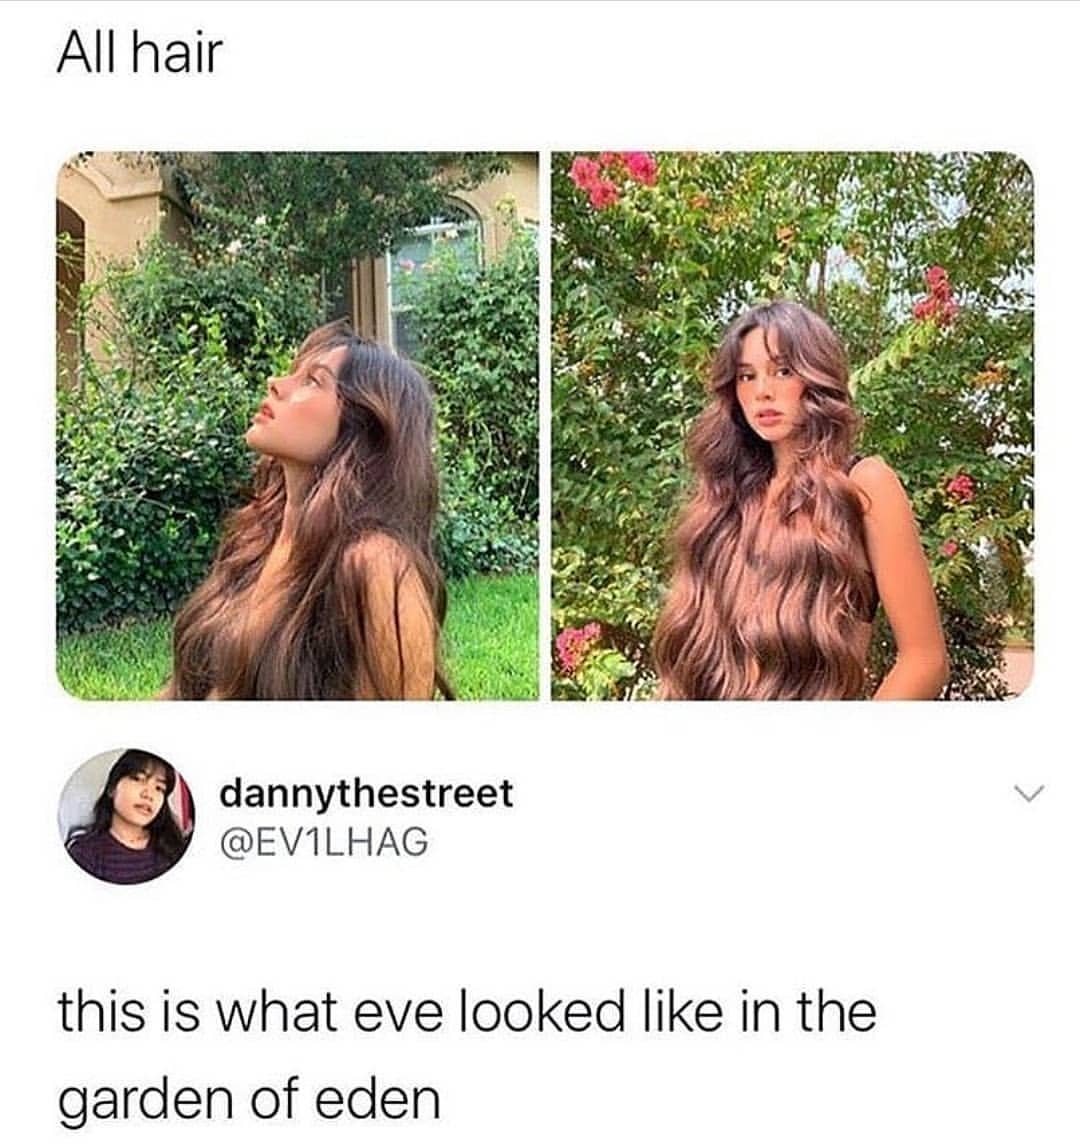 All hair
dannythestreet
@EV1LHAG
this is what eve looked like in the
garden of eden